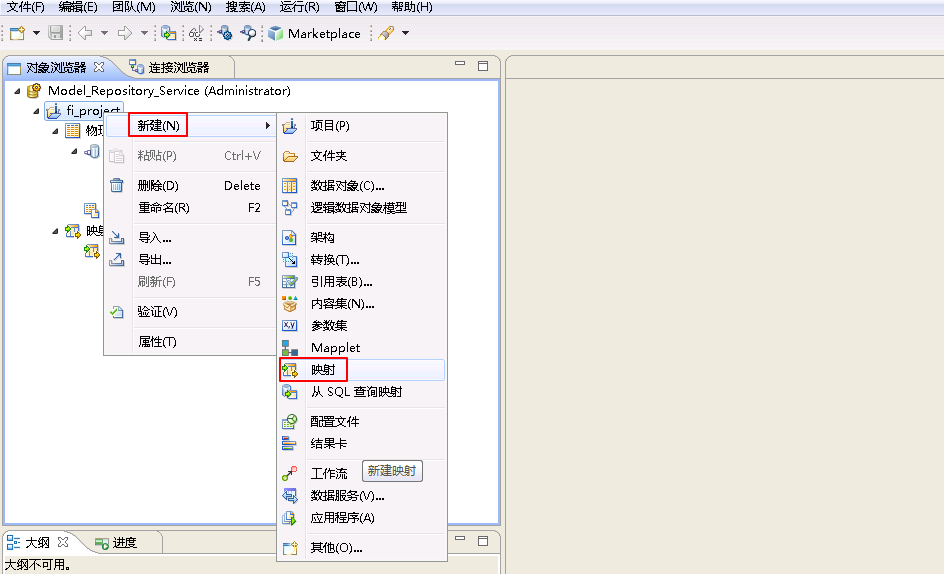 文件(F) 编辑(E) 团队(M) 浏览(N) 搜索(A) 运行(R) 窗口(W) 帮助(H)
Marketplace
对象浏览器 连接浏览器
Model_Repository_Service (Administrator)
fi_project
物理
映射
新建(N)
粘贴(P) Ctrl+V
删除(D) Delete
重命名(R) F2
导入...
导出...
刷新(F) F5
验证(V)
属性(T)
项目(P)
文件夹
数据对象(C)...
逻辑数据对象模型
架构
转换(T)...
引用表(B)...
内容集(N)...
参数集
Mapplet
映射
从 SQL 查询映射
配置文件
结果卡
工作流
新建映射
数据服务(V)...
应用程序(A)
其他(O)...
大纲 进度
大纲不可用。